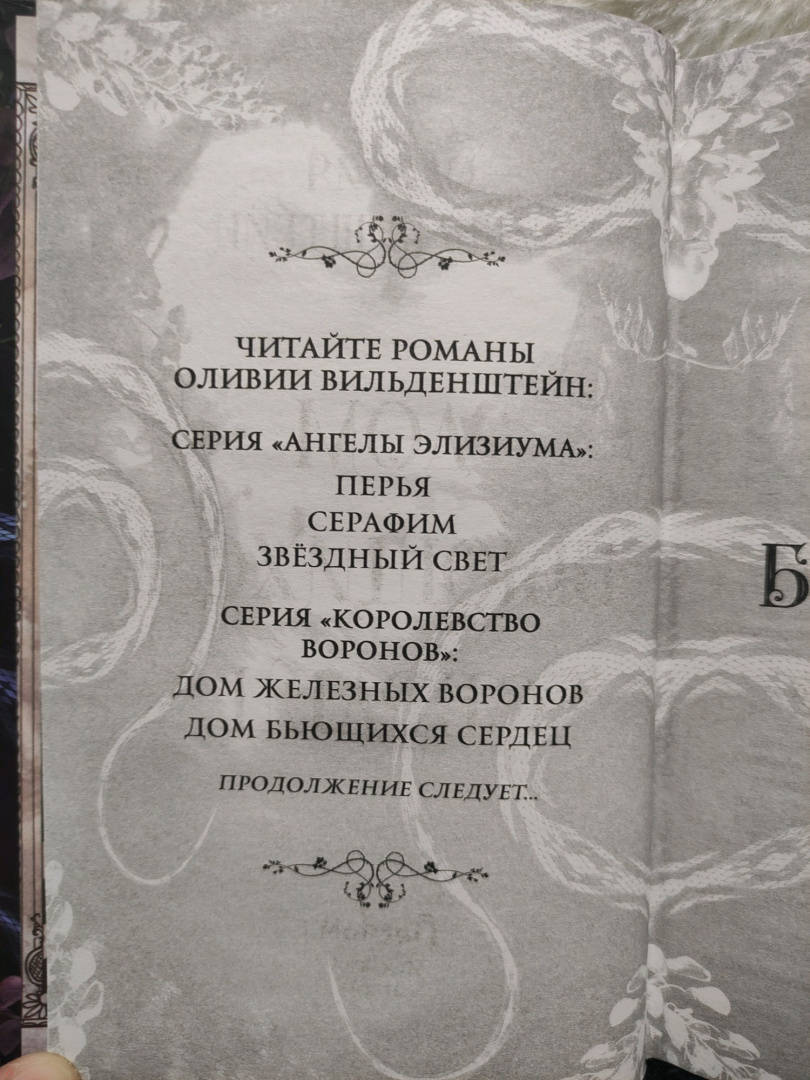 ЧИТАЙТЕ РОМАНЫ
ОЛИВИИ ВИЛЬДЕНШТЕЙН:
СЕРИЯ «АНГЕЛЫ ЭЛИЗИУМА»:
ПЕРЬЯ
СЕРАФИМ
ЗВЁЗДНЫЙ СВЕТ
СЕРИЯ «КОРОЛЕВСТВО
ВОРОНОВ»:
ДОМ ЖЕЛЕЗНЫХ ВОРОНОВ
ДОМ БЬЮЩИХСЯ СЕРДЕЦ
ПРОДОЛЖЕНИЕ СЛЕДУЕТ...